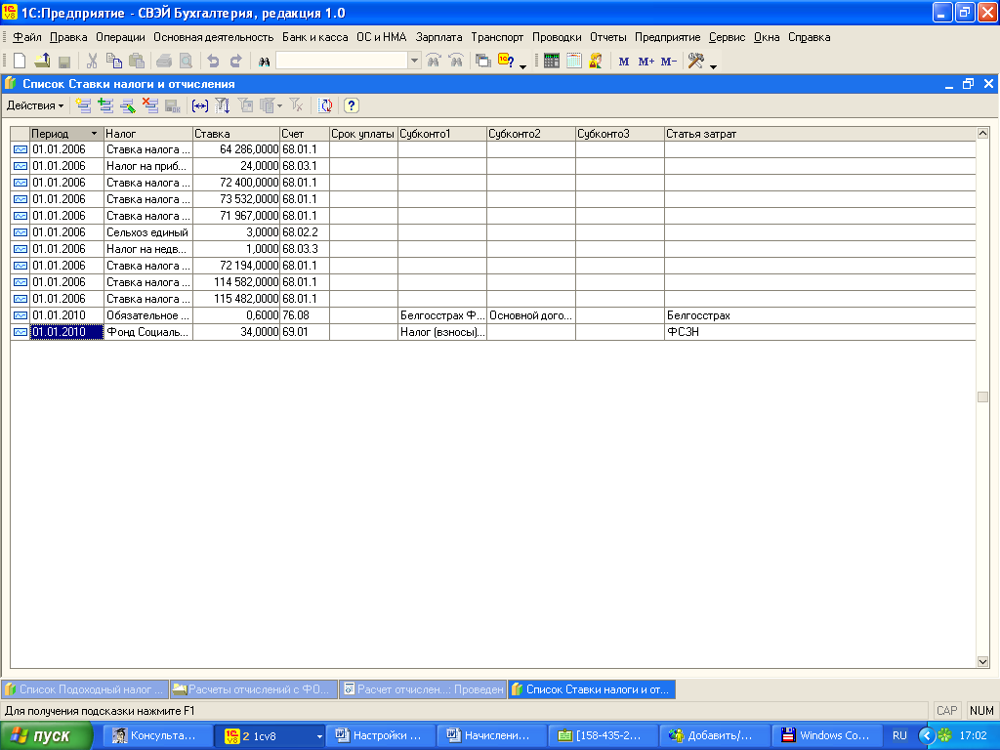 1С:Предприятие - СВЭЙ Бухгалтерия, редакция 1.0
Файл Правка Операции Основная деятельность Банк и касса ОС и НМА Зарплата Транспорт Проводки Отчеты Предприятие Сервис Окна Справка
M M+ M-
Список Ставки налоги и отчисления
Действия
Период Налог Ставка Счет Срок уплаты Субконто1 Субконто2 Субконто3 Статья затрат
01.01.2006 Ставка налога ... 64 286,0000 68.01.1
01.01.2006 Налог на приб... 24,0000 68.03.1
01.01.2006 Ставка налога ... 72 400,0000 68.01.1
01.01.2006 Ставка налога ... 73 532,0000 68.01.1
01.01.2006 Ставка налога ... 71 967,0000 68.01.1
01.01.2006 Сельхоз единый 3,0000 68.02.2
01.01.2006 Налог на недв... 1,0000 68.03.3
01.01.2006 Ставка налога ... 72 194,0000 68.01.1
01.01.2006 Ставка налога ... 114 582,0000 68.01.1
01.01.2006 Ставка налога ... 115 482,0000 68.01.1
01.01.2010 Обязательное ... 0,6000 76.08 Белгосстрах Ф... Основной дого... Белгосстрах
01.01.2010 Фонд Социаль... 34,0000 69.01 Налог (взносы)... ФСЗН
Список Подоходный налог ... Расчеты отчислений с ФО... Расчет отчислен...: Проведен Список Ставки налоги и от...
Для получения подсказки нажмите F1 CAP NUM
пуск Консульта... 2 1cv8 Настройки ... Начислени... [158-435-2... Добавить/... Windows Co... RU 17:02